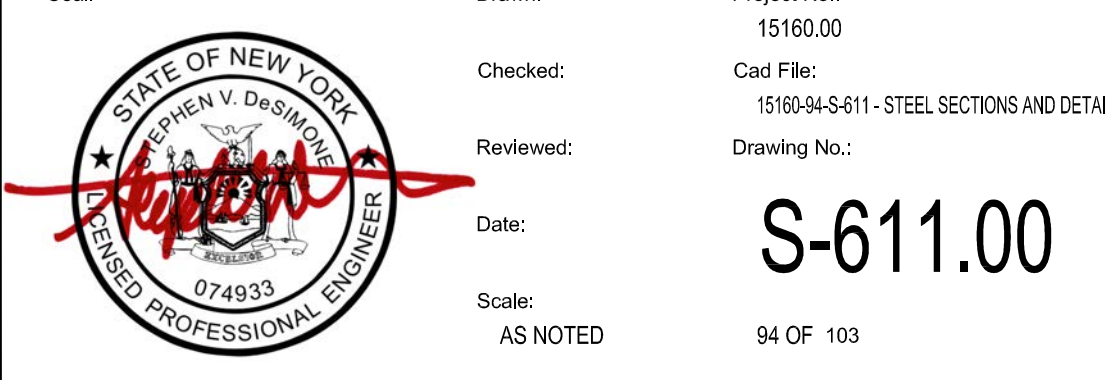 15160.00
Checked:
Cad File:
15160-94-S-611 - STEEL SECTIONS AND DETAI
Reviewed:
Drawing No.:
Date:
S-611.00
Scale:
AS NOTED
94 OF 103
STATE OF NEW YORK
STEPHEN V. DeSIMONE
EXCELSIOR
074933
LICENSED PROFESSIONAL ENGINEER